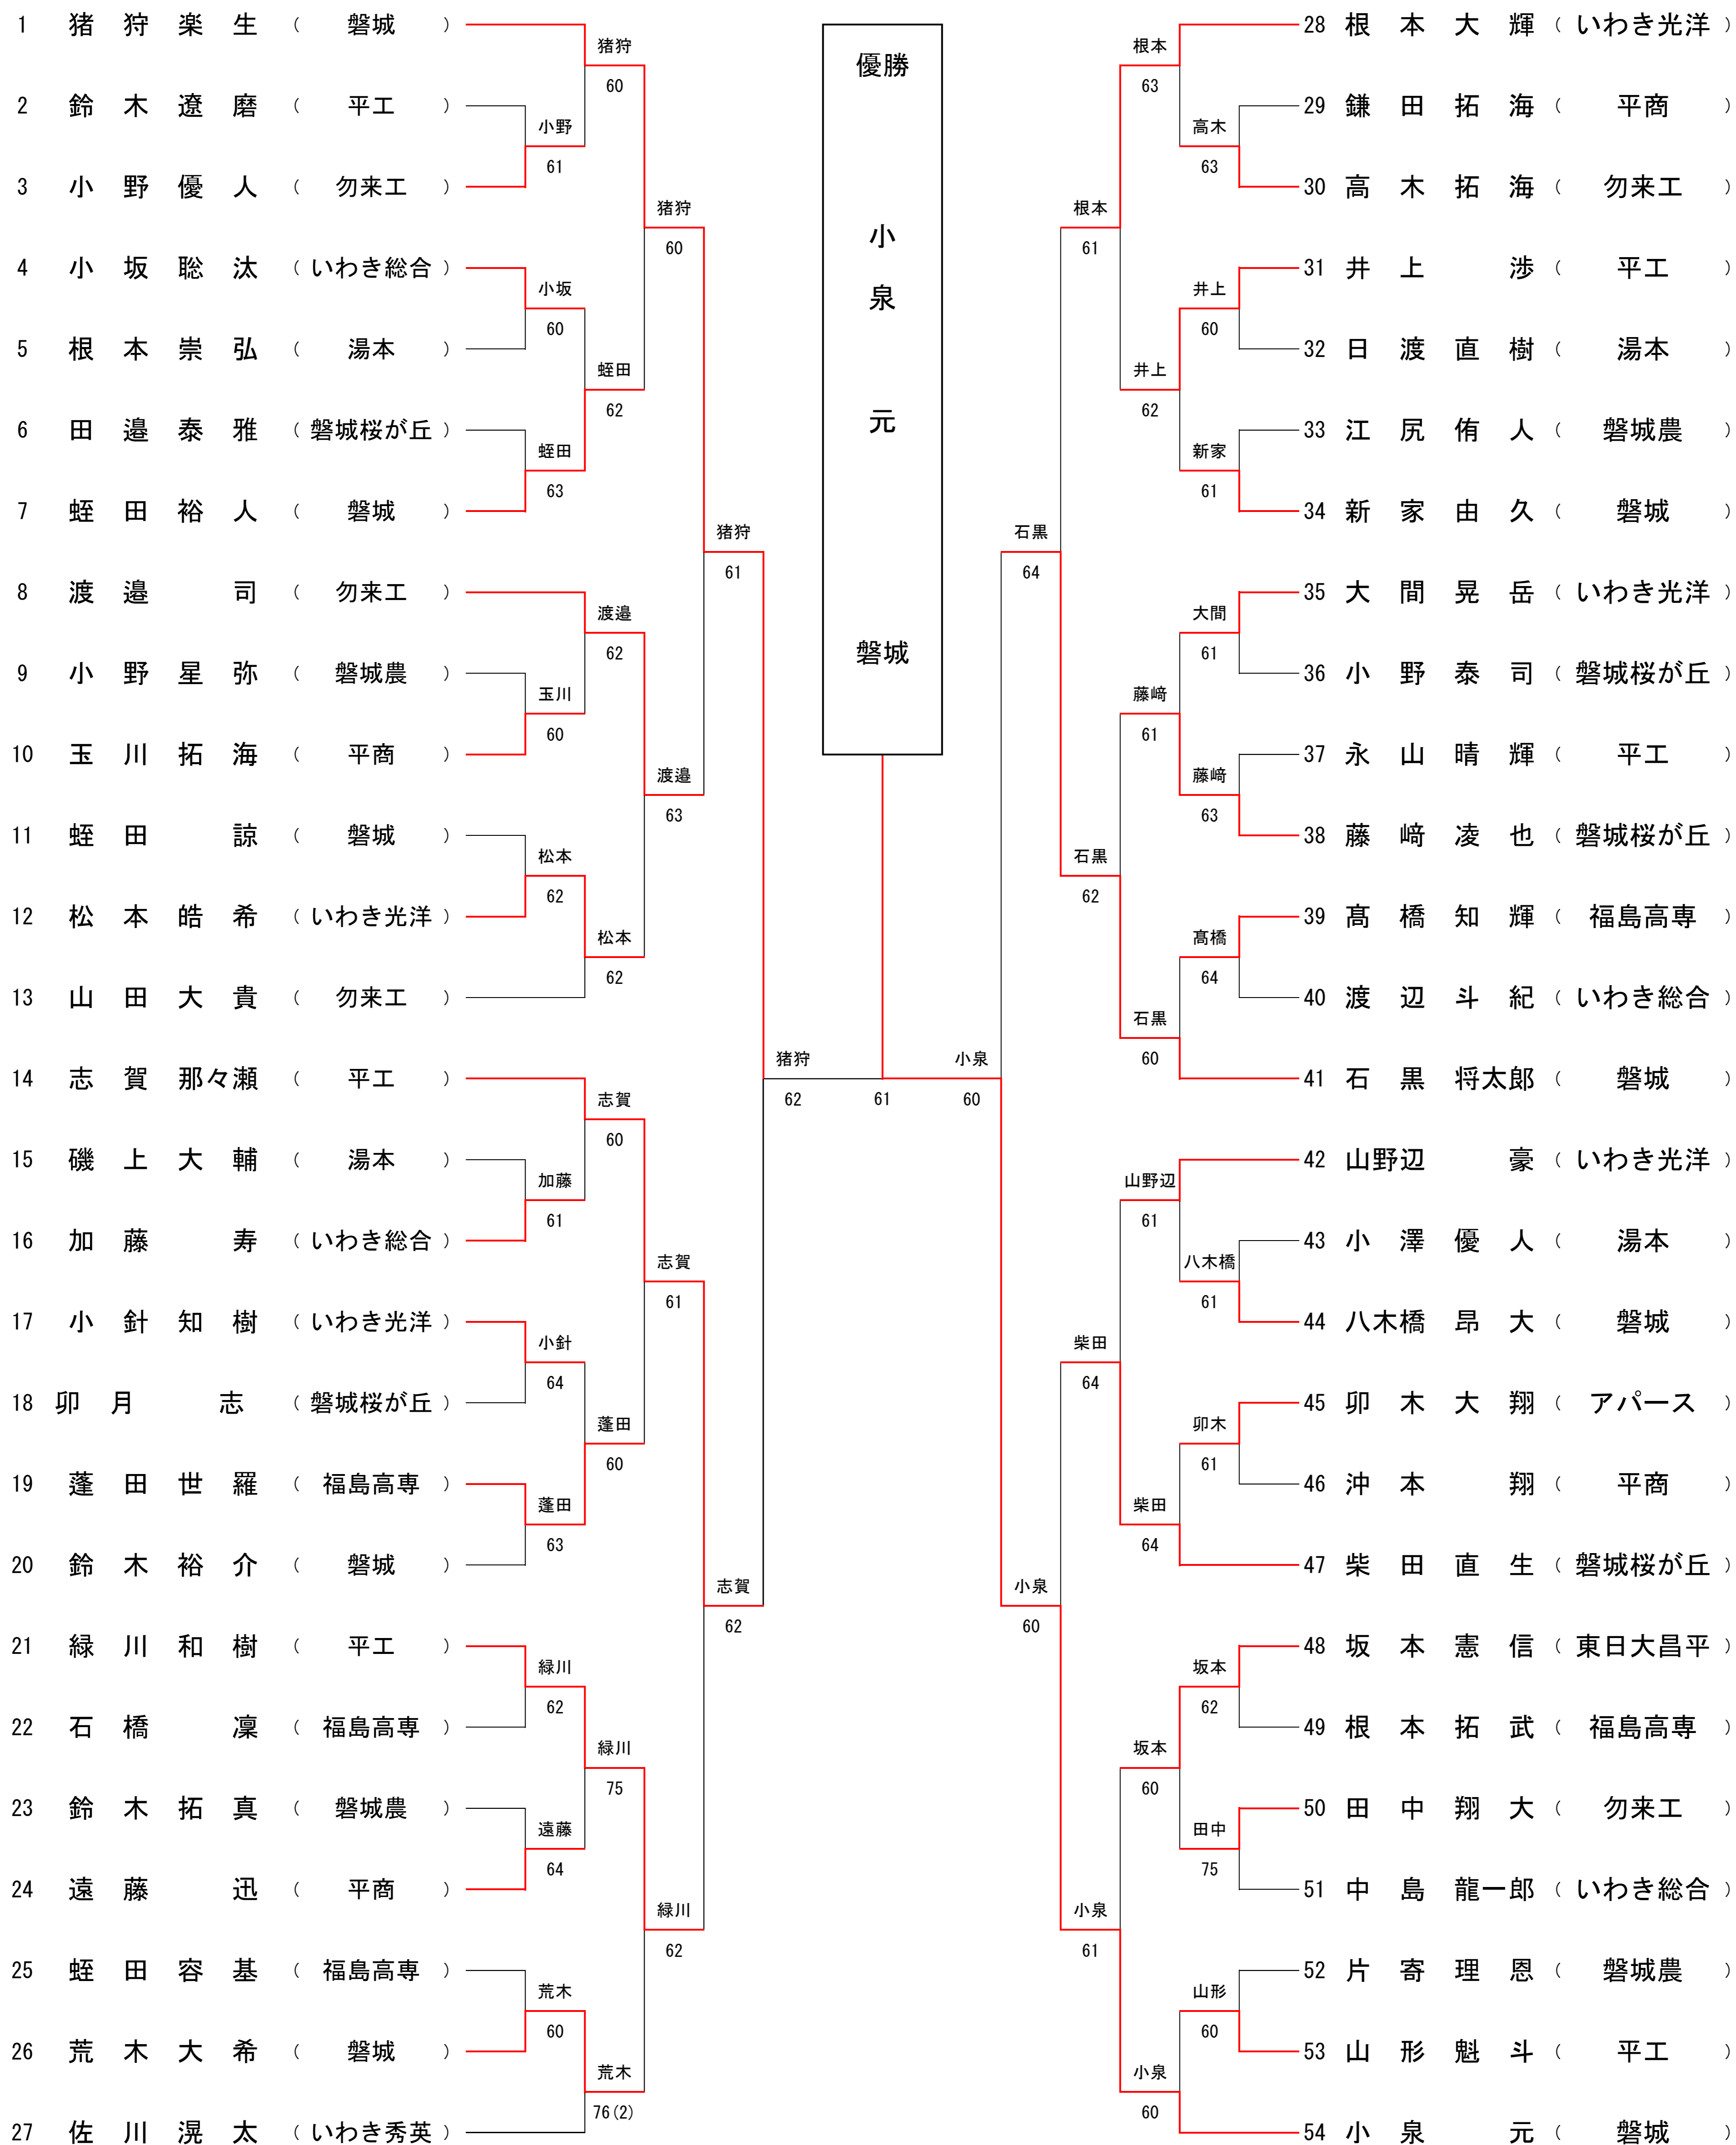 優勝
小泉 元
磐城
1 猪狩楽生 （ 磐城 ）
2 鈴木遼磨 （ 平工 ）
3 小野優人 （ 勿来工 ）
4 小坂聡汰 （ いわき総合 ）
5 根本崇弘 （ 湯本 ）
6 田邉泰雅 （ 磐城桜が丘 ）
7 蛭田裕人 （ 磐城 ）
8 渡邉 司 （ 勿来工 ）
9 小野星弥 （ 磐城農 ）
10 玉川拓海 （ 平商 ）
11 蛭田 諒 （ 磐城 ）
12 松本皓希 （ いわき光洋 ）
13 山田大貴 （ 勿来工 ）
14 志賀那々瀬 （ 平工 ）
15 磯上大輔 （ 湯本 ）
16 加藤 寿 （ いわき総合 ）
17 小針知樹 （ いわき光洋 ）
18 卯月 志 （ 磐城桜が丘 ）
19 蓬田世羅 （ 福島高専 ）
20 鈴木裕介 （ 磐城 ）
21 緑川和樹 （ 平工 ）
22 石橋 凜 （ 福島高専 ）
23 鈴木拓真 （ 磐城農 ）
24 遠藤 迅 （ 平商 ）
25 蛭田容基 （ 福島高専 ）
26 荒木大希 （ 磐城 ）
27 佐川滉太 （ いわき秀英 ）
小野
61
小坂
60
蛭田
63
玉川
60
松本
62
加藤
61
小針
64
蓬田
63
緑川
62
遠藤
64
荒木
60
猪狩
60
蛭田
62
渡邉
62
松本
62
志賀
60
蓬田
60
緑川
75
荒木
76(2)
猪狩
60
渡邉
63
志賀
61
緑川
62
猪狩
61
志賀
62
猪狩
62
61
小泉
60
石黒
64
小泉
60
根本
61
石黒
62
柴田
64
小泉
61
根本
63
井上
62
藤﨑
61
石黒
60
山野辺
61
柴田
64
坂本
60
小泉
60
高木
63
井上
60
新家
61
大間
61
藤﨑
63
髙橋
64
八木橋
61
卯木
61
坂本
62
田中
75
山形
60
28 根本大輝 （ いわき光洋 ）
29 鎌田拓海 （ 平商 ）
30 高木拓海 （ 勿来工 ）
31 井上 渉 （ 平工 ）
32 日渡直樹 （ 湯本 ）
33 江尻侑人 （ 磐城農 ）
34 新家由久 （ 磐城 ）
35 大間晃岳 （ いわき光洋 ）
36 小野泰司 （ 磐城桜が丘 ）
37 永山晴輝 （ 平工 ）
38 藤﨑凌也 （ 磐城桜が丘 ）
39 髙橋知輝 （ 福島高専 ）
40 渡辺斗紀 （ いわき総合 ）
41 石黒将太郎 （ 磐城 ）
42 山野辺 豪 （ いわき光洋 ）
43 小澤優人 （ 湯本 ）
44 八木橋昂大 （ 磐城 ）
45 卯木大翔 （ アパース ）
46 沖本 翔 （ 平商 ）
47 柴田直生 （ 磐城桜が丘 ）
48 坂本憲信 （ 東日大昌平 ）
49 根本拓武 （ 福島高専 ）
50 田中翔大 （ 勿来工 ）
51 中島龍一郎 （ いわき総合 ）
52 片寄理恩 （ 磐城農 ）
53 山形魁斗 （ 平工 ）
54 小泉 元 （ 磐城 ）